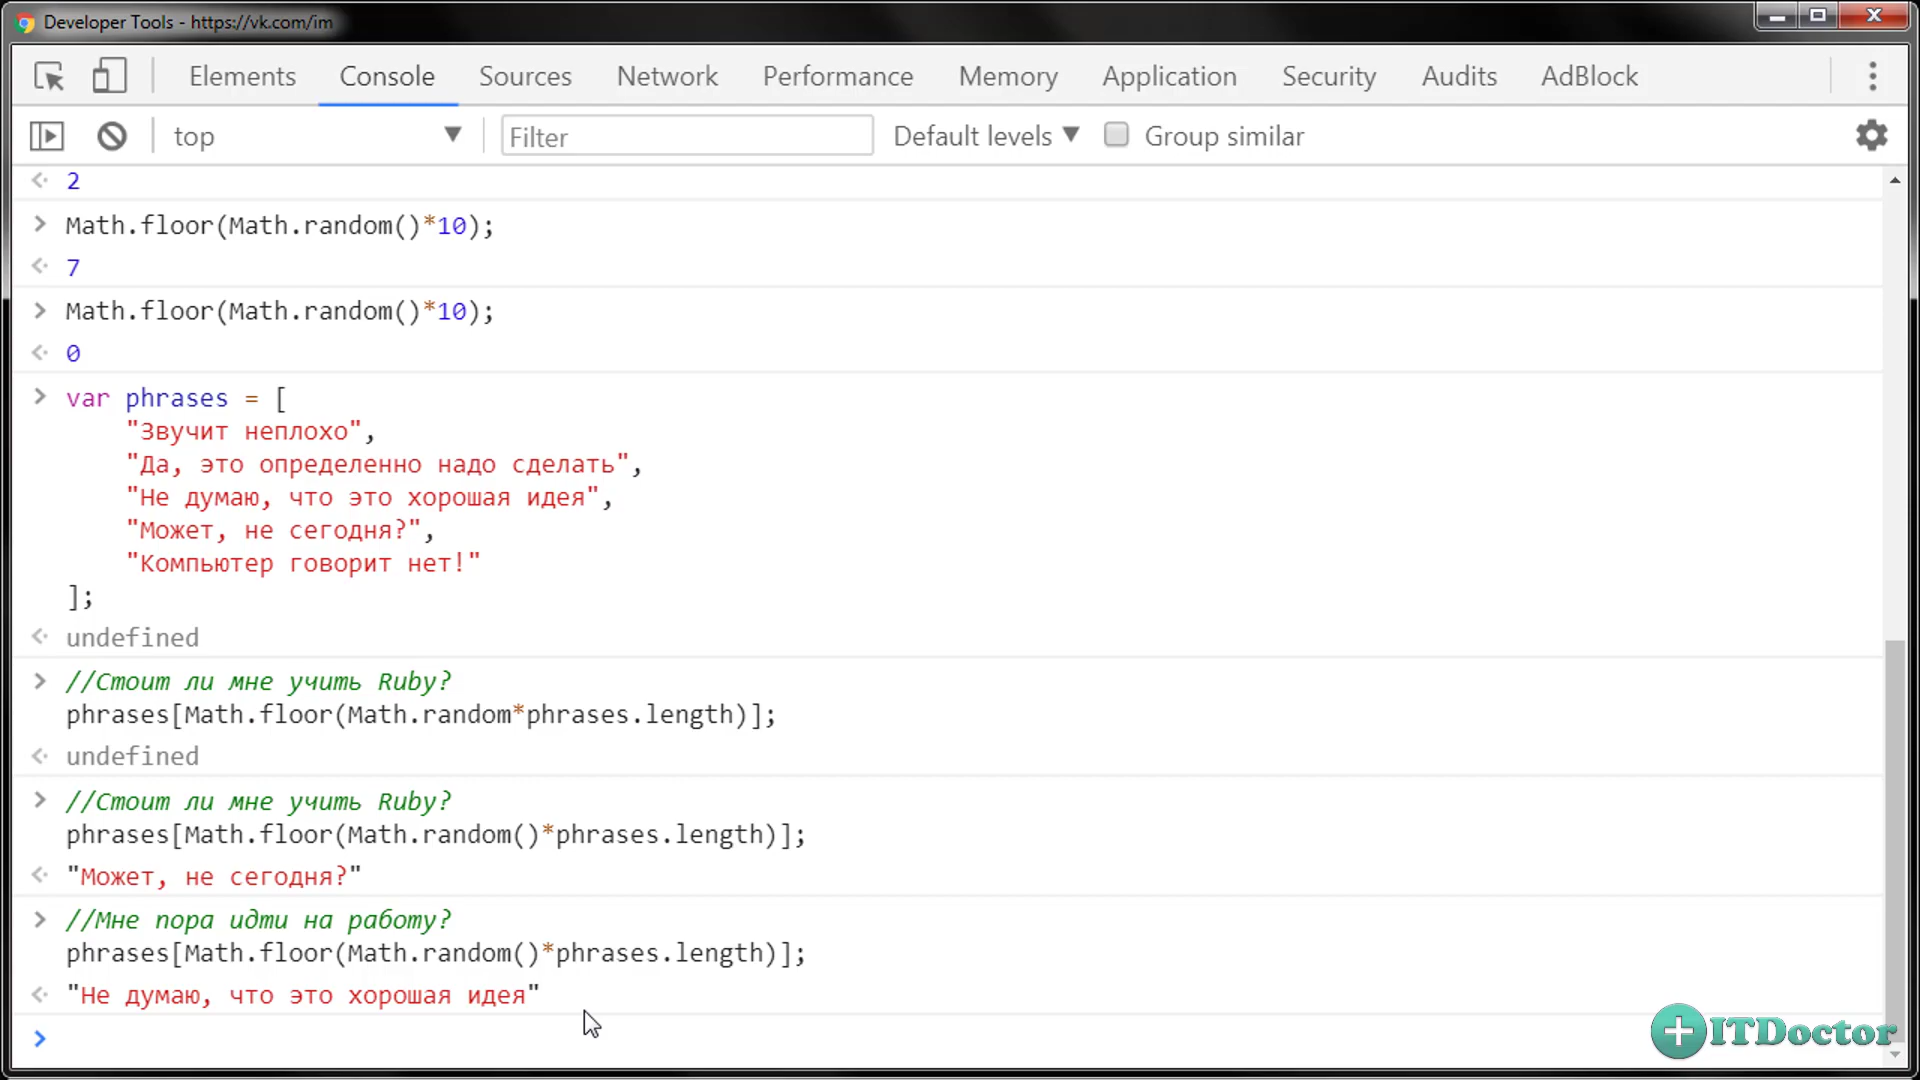 Developer Tools - https://vk.com/im
Elements Console Sources Network Performance Memory Application Security Audits AdBlock
top Filter Default levels Group similar
2
Math.floor(Math.random()*10);
7
Math.floor(Math.random()*10);
0
var phrases = [
"Звучит неплохо",
"Да, это определенно надо сделать",
"Не думаю, что это хорошая идея",
"Может, не сегодня?",
"Компьютер говорит нет!"
];
undefined
//Стоит ли мне учить Ruby?
phrases[Math.floor(Math.random*phrases.length)];
undefined
//Стоит ли мне учить Ruby?
phrases[Math.floor(Math.random()*phrases.length)];
"Может, не сегодня?"
//Мне пора идти на работу?
phrases[Math.floor(Math.random()*phrases.length)];
"Не думаю, что это хорошая идея"
ITDoctor